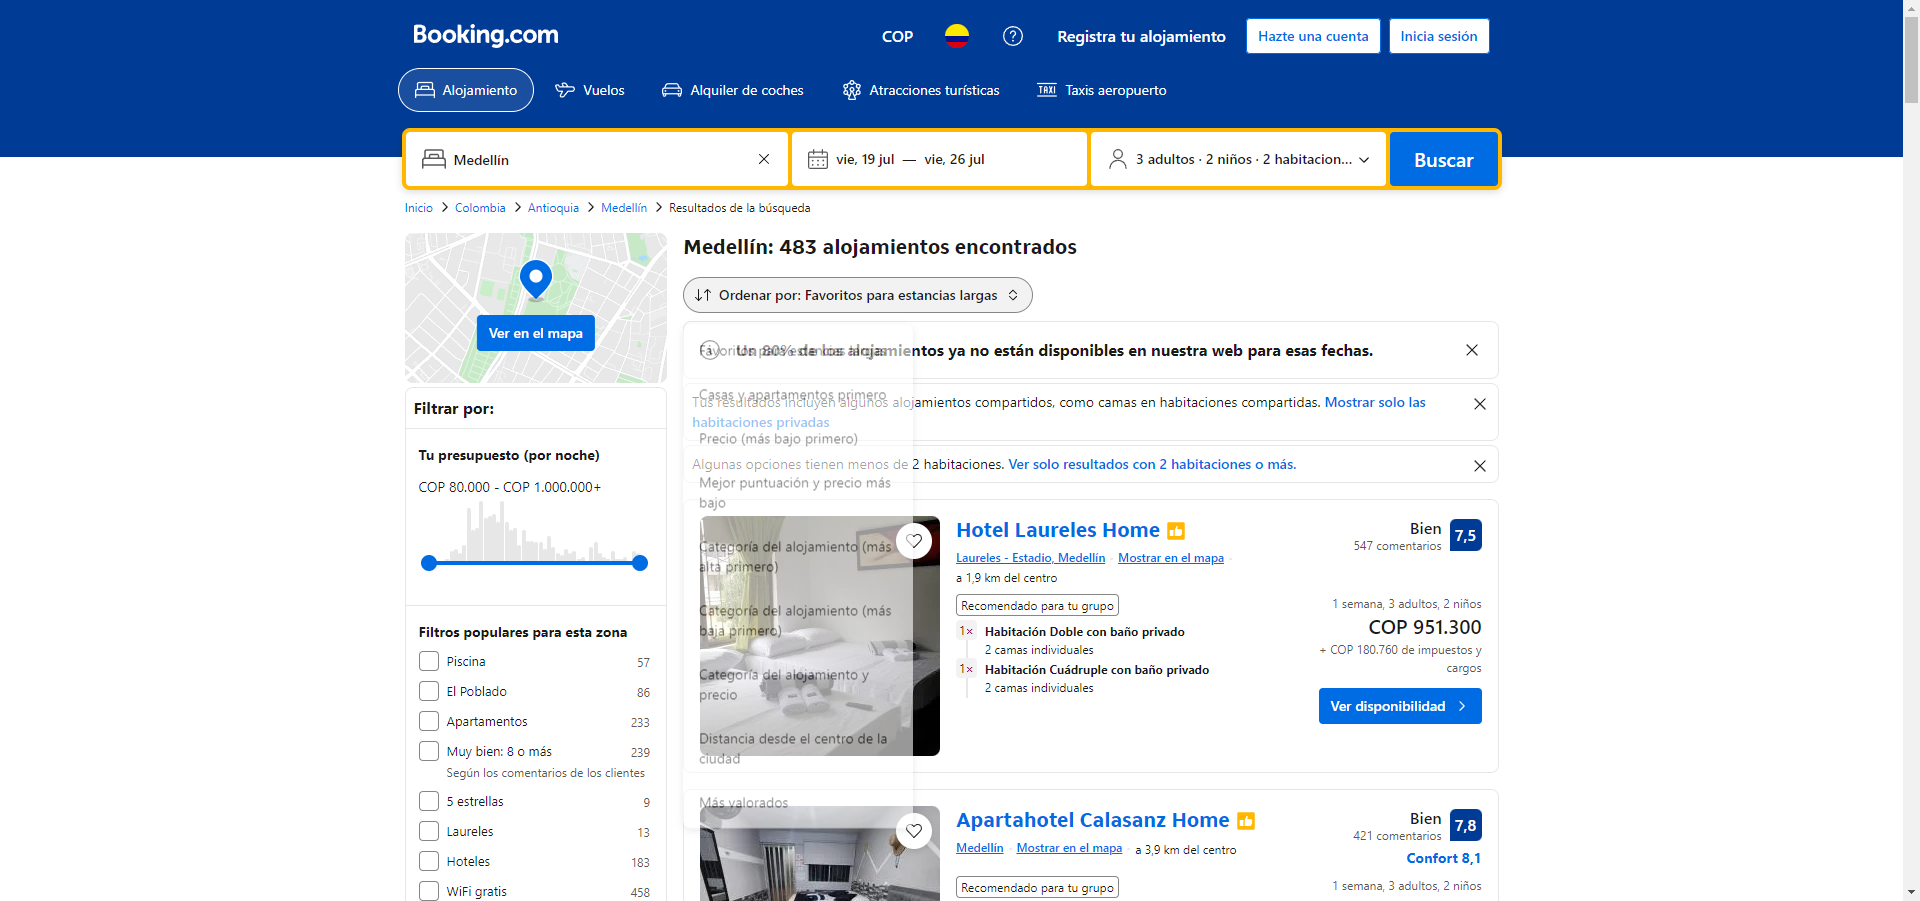 Booking.com
COP
Registra tu alojamiento
Hazte una cuenta
Inicia sesión
Alojamiento
Vuelos
Alquiler de coches
Atracciones turísticas
TAXI Taxis aeropuerto
Medellín
vie, 19 jul — vie, 26 jul
3 adultos · 2 niños · 2 habitacion...
Buscar
Inicio > Colombia > Antioquia > Medellín > Resultados de la búsqueda
Ver en el mapa
Filtrar por:
Tu presupuesto (por noche)
COP 80.000 - COP 1.000.000+
Filtros populares para esta zona
Piscina 57
El Poblado 86
Apartamentos 233
Muy bien: 8 o más 239
Según los comentarios de los clientes
5 estrellas 9
Laureles 13
Hoteles 183
WiFi gratis 458
Medellín: 483 alojamientos encontrados
Ordenar por: Favoritos para estancias largas
Favoritos para estancias largas
Casas y apartamentos primero
Precio (más bajo primero)
Mejor puntuación y precio más
bajo
Categoría del alojamiento (más
alta primero)
Categoría del alojamiento (más
baja primero)
Categoría del alojamiento y
precio
Distancia desde el centro de la
ciudad
Más valorados
Un 80% de los alojamientos ya no están disponibles en nuestra web para esas fechas.
Tus resultados incluyen algunos alojamientos compartidos, como camas en habitaciones compartidas. Mostrar solo las
habitaciones privadas
Algunas opciones tienen menos de 2 habitaciones. Ver solo resultados con 2 habitaciones o más.
Hotel Laureles Home
Laureles - Estadio, Medellín · Mostrar en el mapa ·
a 1,9 km del centro
Recomendado para tu grupo
1× Habitación Doble con baño privado
2 camas individuales
1× Habitación Cuádruple con baño privado
2 camas individuales
Bien
547 comentarios
7,5
1 semana, 3 adultos, 2 niños
COP 951.300
+ COP 180.760 de impuestos y
cargos
Ver disponibilidad
Apartahotel Calasanz Home
Medellín · Mostrar en el mapa · a 3,9 km del centro
Recomendado para tu grupo
Bien
421 comentarios
7,8
Confort 8,1
1 semana, 3 adultos, 2 niños